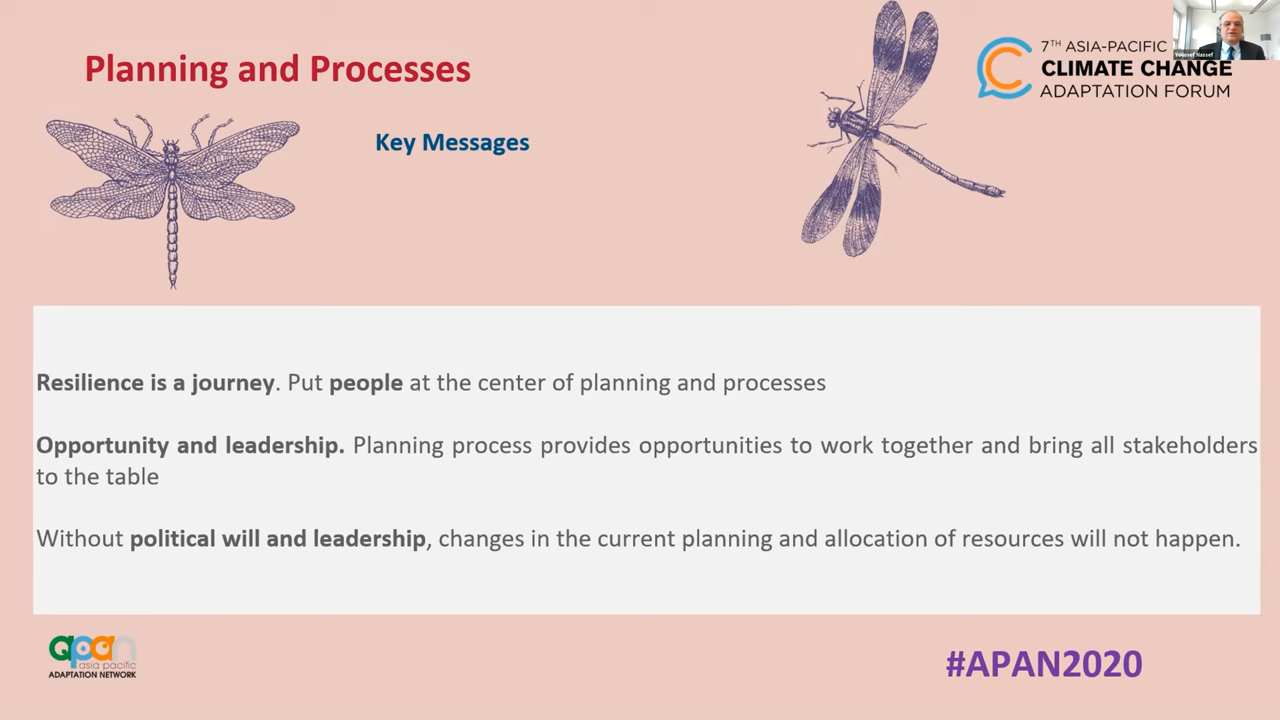 Planning and Processes
Key Messages
7TH ASIA-PACIFIC
CLIMATE CHANGE
ADAPTATION FORUM
Youssef Nassef
Resilience is a journey. Put people at the center of planning and processes
Opportunity and leadership. Planning process provides opportunities to work together and bring all stakeholders
to the table
Without political will and leadership, changes in the current planning and allocation of resources will not happen.
apan
asia pacific
ADAPTATION NETWORK
#APAN2020